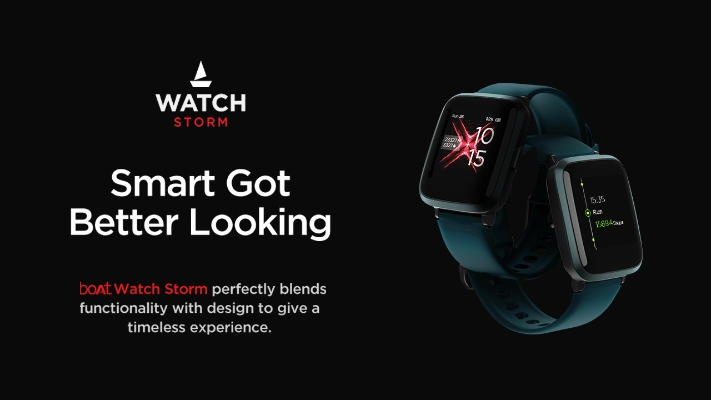 WATCH
STORM
Smart Got
Better Looking
boAt Watch Storm perfectly blends
functionality with design to give a
timeless experience.
10
15
15:35
Run